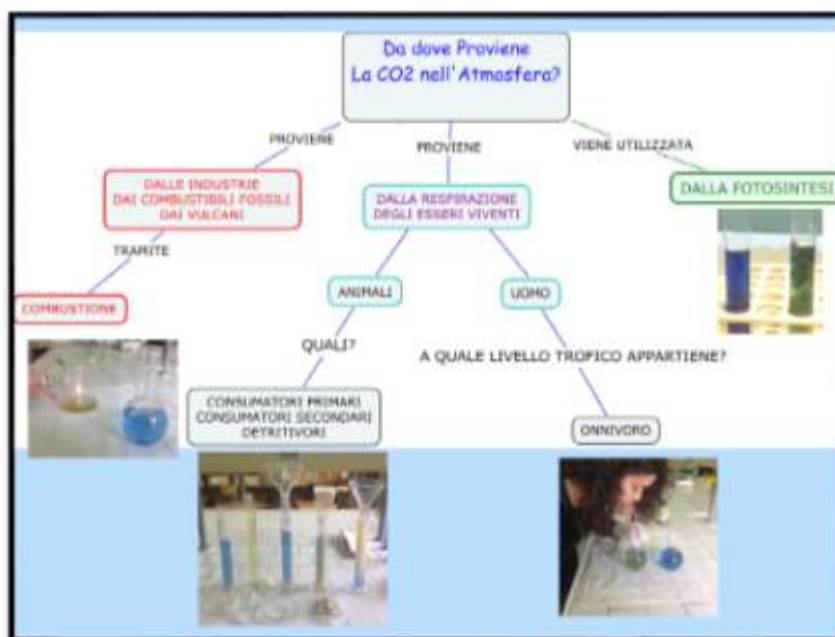 Da dove Proviene
La CO2 nell'Atmosfera?
PROVIENE
PROVIENE
VIENE UTILIZZATA
DALLE INDUSTRIE
DAI COMBUSTIBILI FOSSILI
DAI VULCANI
DALLA RESPIRAZIONE
DEGLI ESSERI VIVENTI
DALLA FOTOSINTESI
TRAMITE
COMBUSTIONE
ANIMALI
UOMO
QUALI?
A QUALE LIVELLO TROFICO APPARTIENE?
CONSUMATORI PRIMARI
CONSUMATORI SECONDARI
DETRITIVORI
ONNIVORO